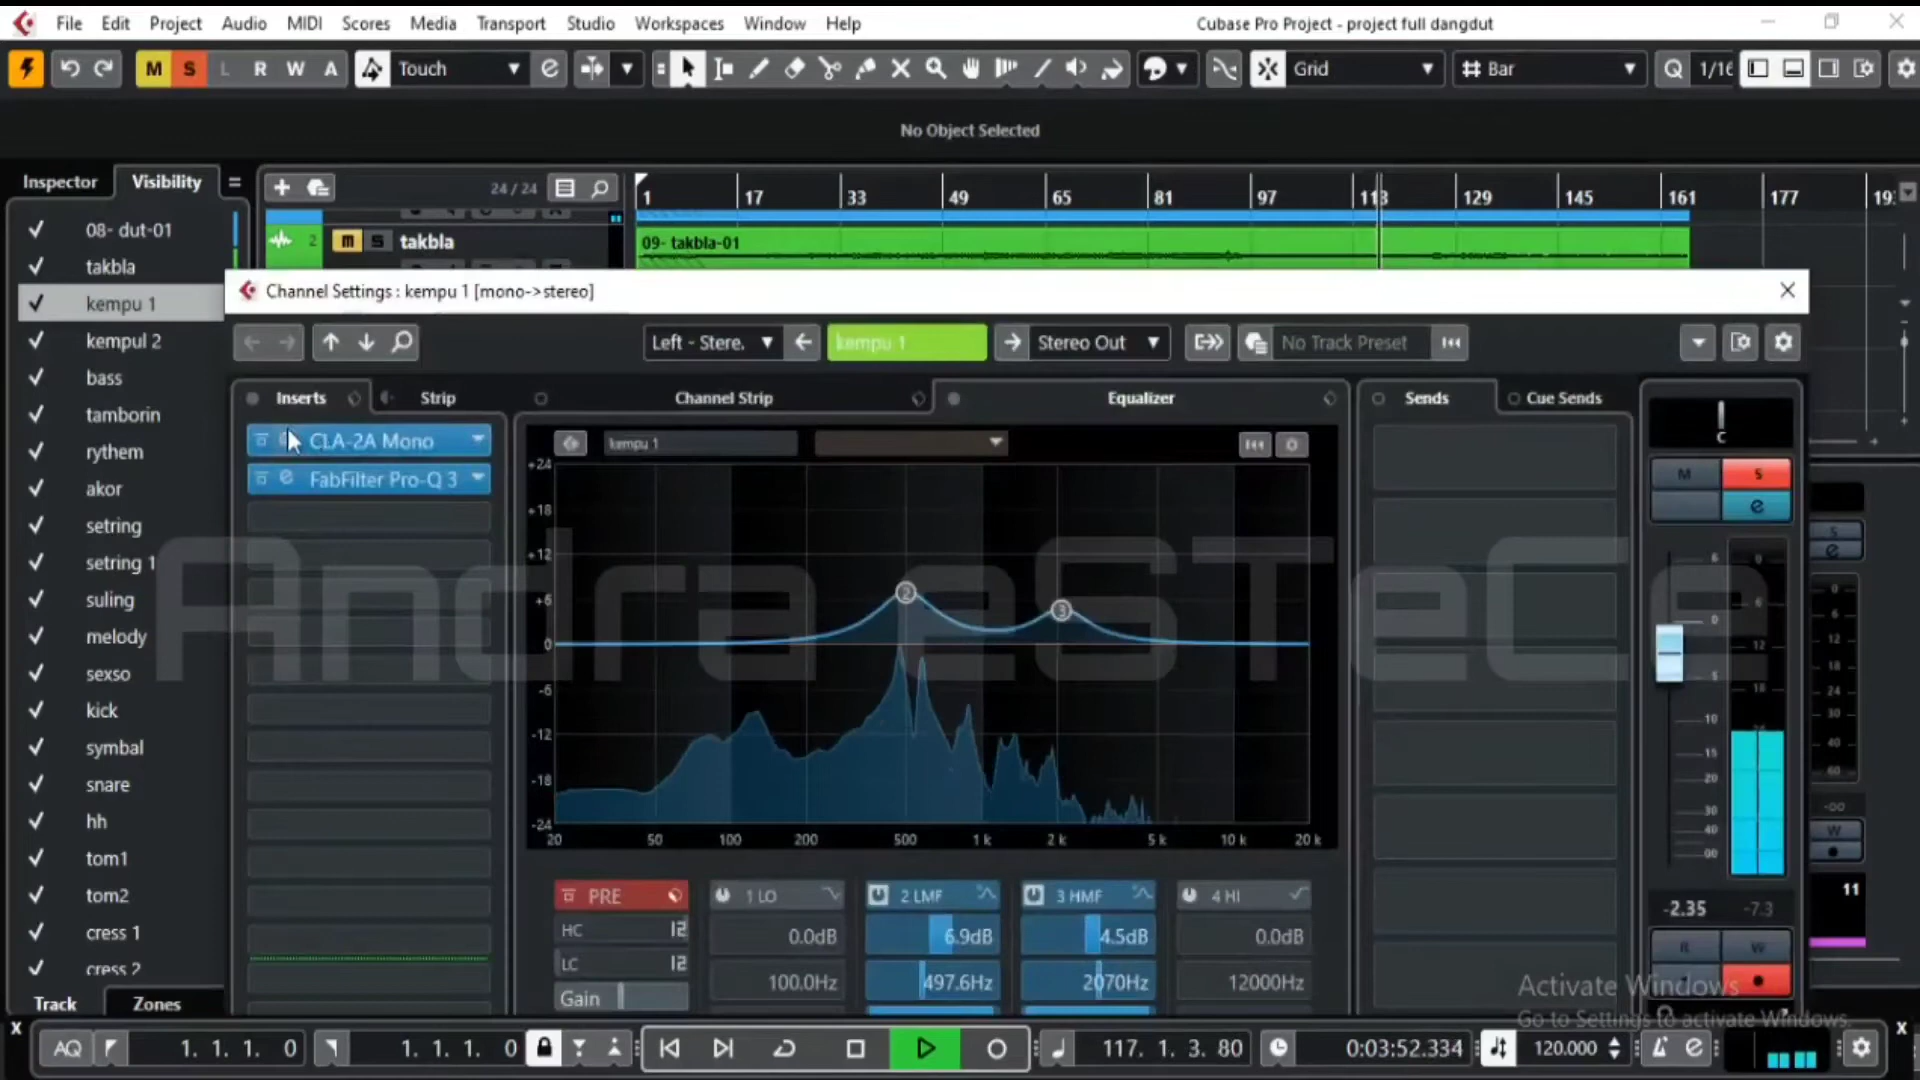 File Edit Project Audio MIDI Scores Media Transport Studio Workspaces Window Help
Cubase Pro Project - project full dangdut
M S L R W A Touch Grid Bar Q
No Object Selected
Inspector Visibility
24 / 24
1 17 33 49 65 81 97 113 129 145 161 177
08- dut-01
2 m S takbla
09- takbla-01
takbla
kempu 1
kempul 2
bass
tamborin
rythem
akor
setring
setring 1
suling
melody
sexso
kick
symbal
snare
hh
tom1
tom2
cress 1
cress 2
Track Zones
Channel Settings : kempu 1 [mono->stereo]
Left - Stere. kempu 1 Stereo Out No Track Preset
Inserts Strip Channel Strip Equalizer Sends Cue Sends
CLA-2A Mono
FabFilter Pro-Q 3
kempu 1
+24
+18
+12
+6
0
-6
-12
-18
-24
2 3
20 50 100 200 500 1 k 2 k 5 k 10 k 20 k
PRE 1 LO 2 LMF 3 HMF 4 HI
HC 12 0.0dB 6.9dB 4.5dB 0.0dB
LC 12 100.0Hz 497.6Hz 2070Hz 12000Hz
Gain
C
M S
e
-2.35 -7.3
R W
11
Andra eSTeCe
Activate Windows
Go to Settings to activate Windows.
AQ 1. 1. 1. 0 1. 1. 1. 0 117. 1. 3. 80 0:03:52.334 120.000